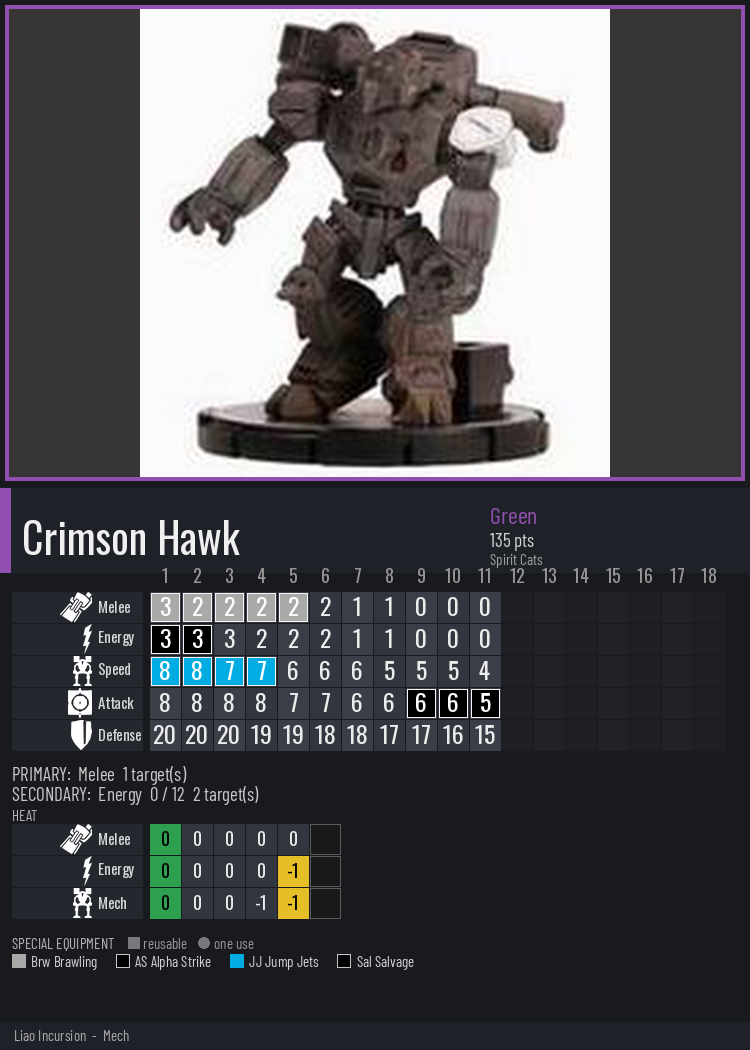 Crimson Hawk
Green
135 pts
Spirit Cats
1 2 3 4 5 6 7 8 9 10 11 12 13 14 15 16 17 18
Melee 3 2 2 2 2 2 1 1 0 0 0
Energy 3 3 3 2 2 2 1 1 0 0 0
Speed 8 8 7 7 6 6 6 5 5 5 4
Attack 8 8 8 8 7 7 6 6 6 6 5
Defense 20 20 20 19 19 18 18 17 17 16 15
PRIMARY: Melee 1 target(s)
SECONDARY: Energy 0 / 12 2 target(s)
HEAT
Melee 0 0 0 0 0
Energy 0 0 0 0 -1
Mech 0 0 0 -1 -1
SPECIAL EQUIPMENT reusable one use
Brw Brawling AS Alpha Strike JJ Jump Jets Sal Salvage
Liao Incursion - Mech